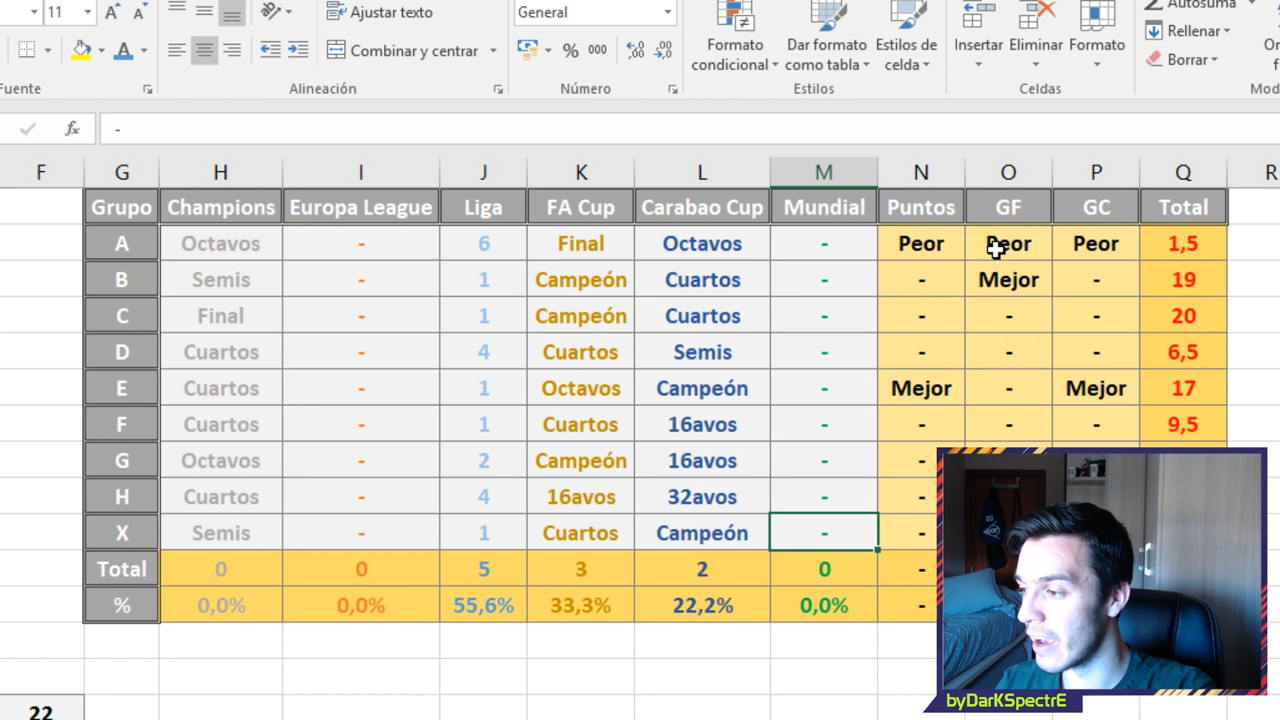 11 A A Ajustar texto General Autosuma
Combinar y centrar % 000 Formato condicional Dar formato como tabla Estilos de celda Insertar Eliminar Formato Rellenar
Borrar
Fuente Alineación Número Estilos Celdas
fx -
F G H I J K L M N O P Q R
Grupo Champions Europa League Liga FA Cup Carabao Cup Mundial Puntos GF GC Total
A Octavos - 6 Final Octavos - Peor Peor Peor 1,5
B Semis - 1 Campeón Cuartos - - Mejor - 19
C Final - 1 Campeón Cuartos - - - - 20
D Cuartos - 4 Cuartos Semis - - - - 6,5
E Cuartos - 1 Octavos Campeón - Mejor - Mejor 17
F Cuartos - 1 Cuartos 16avos - - - - 9,5
G Octavos - 2 Campeón 16avos - -
H Cuartos - 4 16avos 32avos - -
X Semis - 1 Cuartos Campeón - -
Total 0 0 5 3 2 0 -
% 0,0% 0,0% 55,6% 33,3% 22,2% 0,0% -
22
byDarKSpectrE